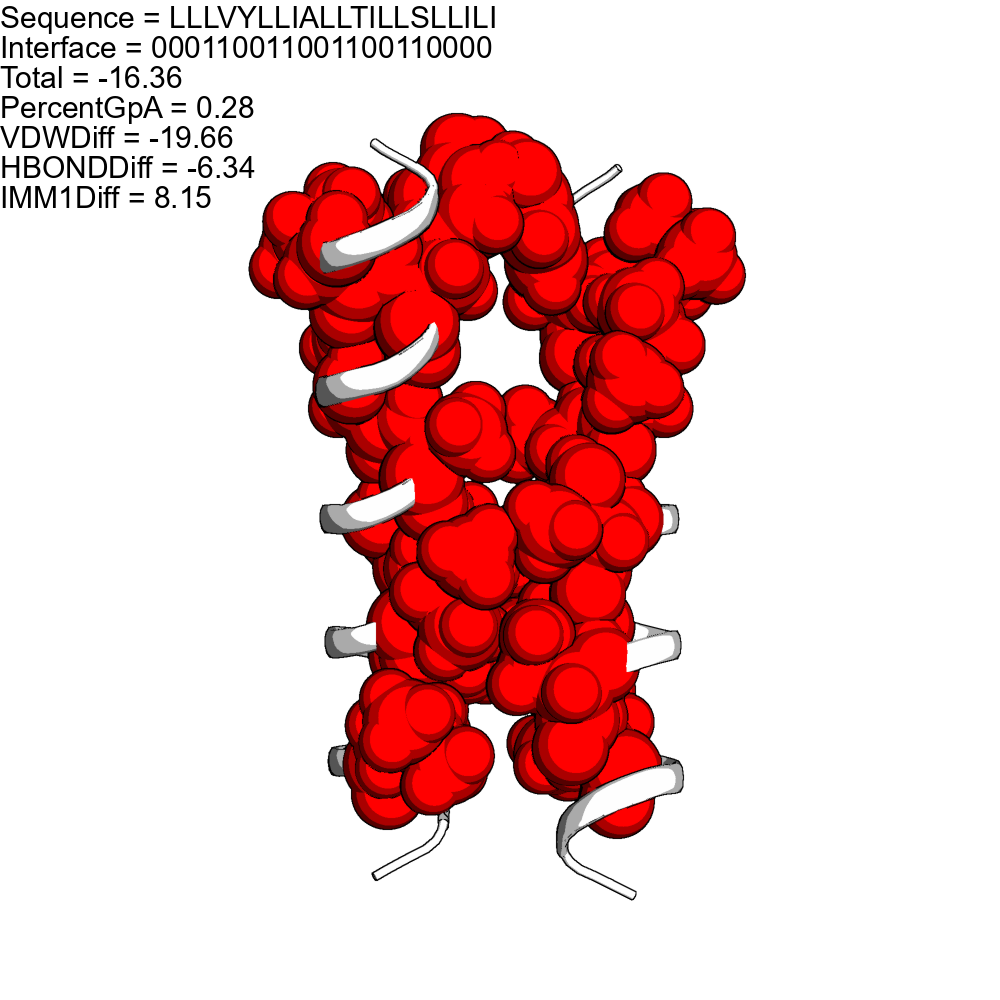 Sequence = LLLVYLLIALLTILLSLLILI
Interface = 000110011001100110000
Total = -16.36
PercentGpA = 0.28
VDWDiff = -19.66
HBONDDiff = -6.34
IMM1Diff = 8.15